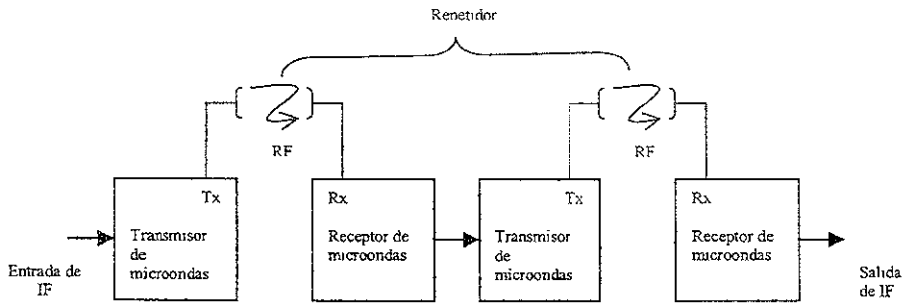 Repetidor
RF
RF
Tx
Rx
Tx
Rx
Transmisor
de
microondas
Receptor de
microondas
Transmisor
de
microondas
Receptor de
microondas
Entrada de
IF
Salida
de IF